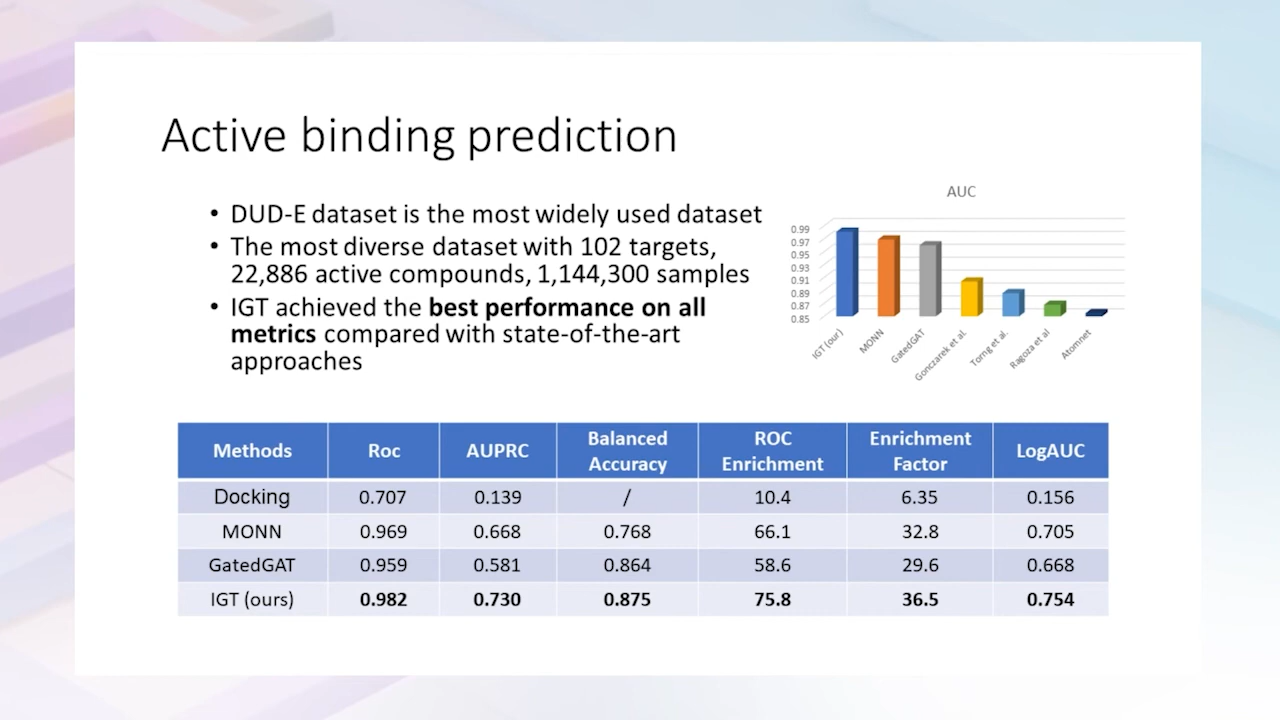 Active binding prediction
• DUD-E dataset is the most widely used dataset
• The most diverse dataset with 102 targets,
22,886 active compounds, 1,144,300 samples
• IGT achieved the best performance on all
metrics compared with state-of-the-art
approaches
AUC
0.99
0.97
0.95
0.93
0.91
0.89
0.87
0.85
IGT (our)
MONN
GatedGAT
Gonczarek et al.
Torng et al.
Ragoza et al
Atomnet
Methods Roc AUPRC Balanced Accuracy ROC Enrichment Enrichment Factor LogAUC
Docking 0.707 0.139 / 10.4 6.35 0.156
MONN 0.969 0.668 0.768 66.1 32.8 0.705
GatedGAT 0.959 0.581 0.864 58.6 29.6 0.668
IGT (ours) 0.982 0.730 0.875 75.8 36.5 0.754